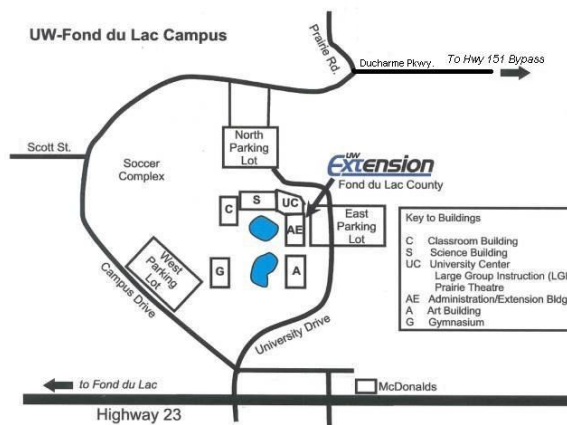 UW-Fond du Lac Campus
Prairie Rd.
Ducharme Pkwy.
To Hwy 151 Bypass
Scott St.
Soccer
Complex
North
Parking
Lot
UW
Extension
Fond du Lac County
S
UC
C
AE
East
Parking
Lot
West
Parking
Lot
G
A
Campus Drive
University Drive
Key to Buildings
C Classroom Building
S Science Building
UC University Center
Large Group Instruction (LGI
Prairie Theatre
AE Administration/Extension Bldg
A Art Building
G Gymnasium
to Fond du Lac
McDonalds
Highway 23